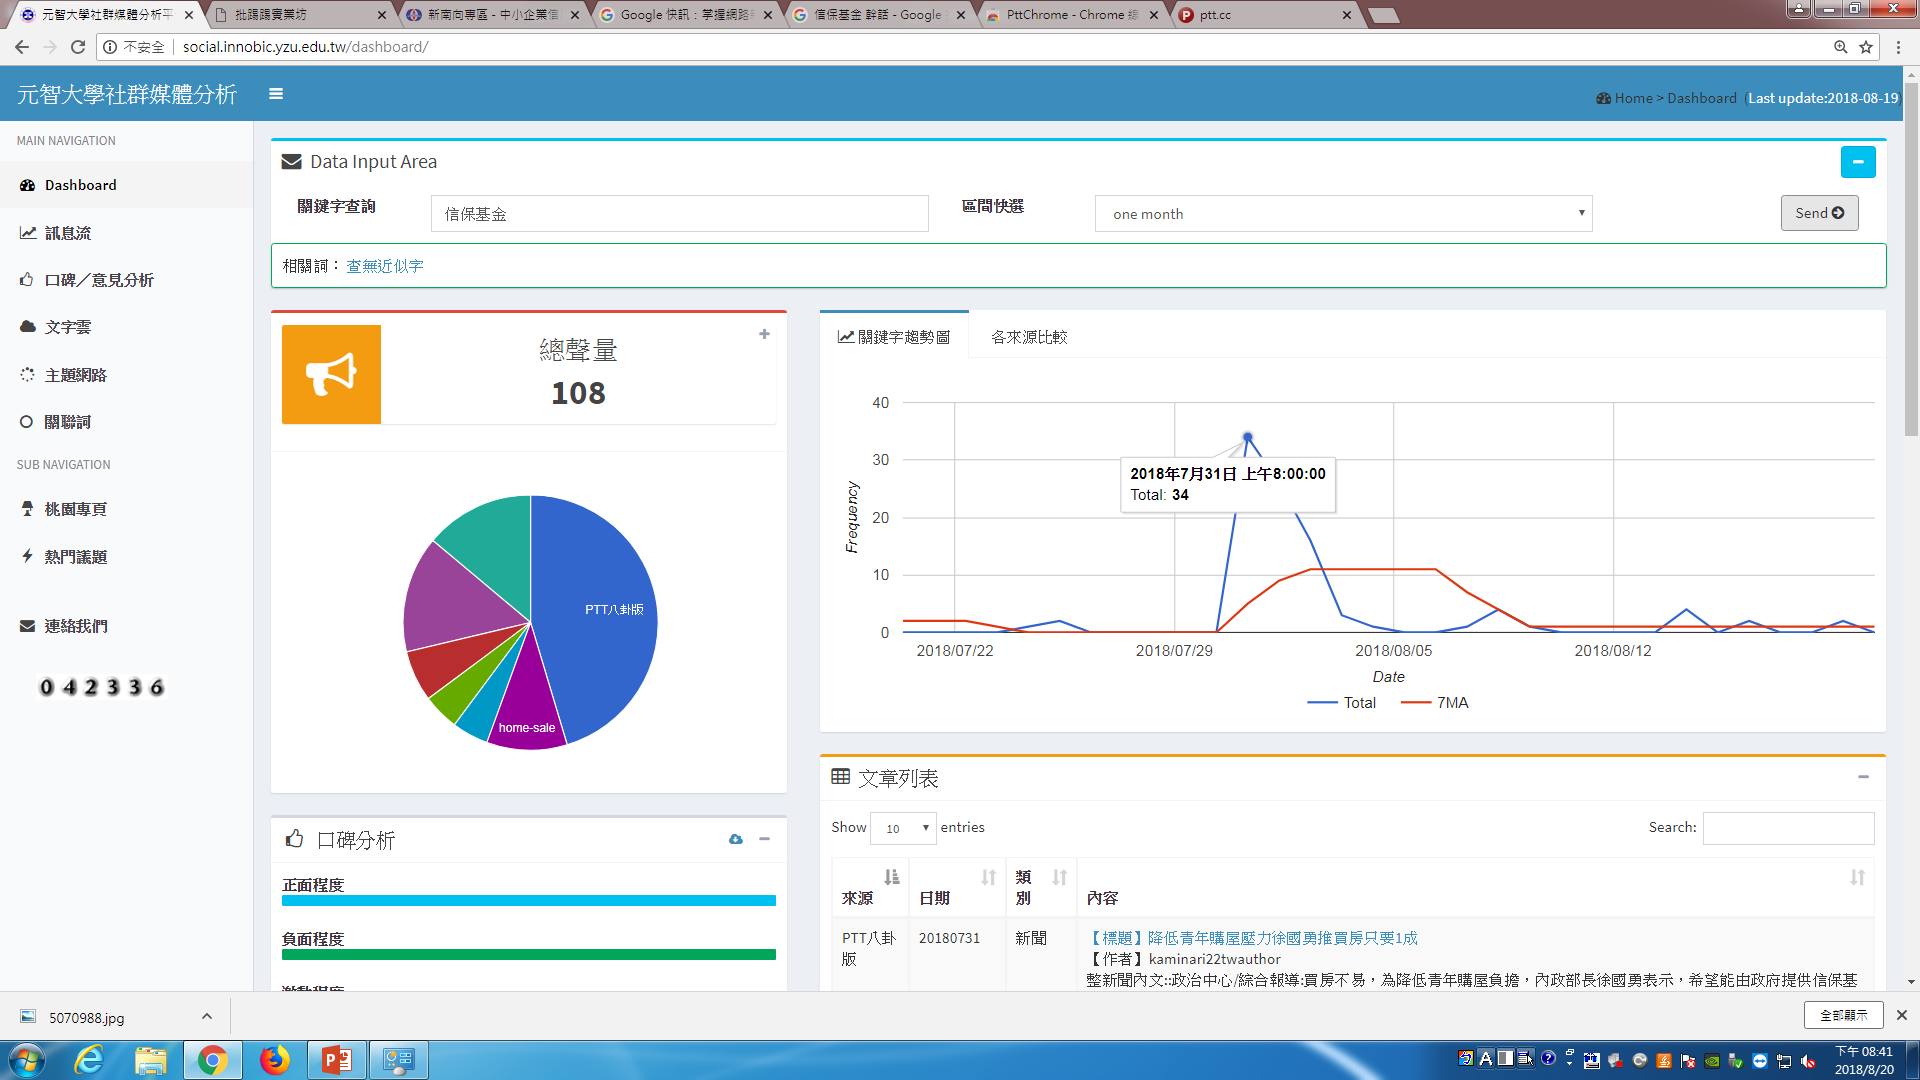 元智大學社群媒體分析平
批踢踢實業坊
新南向專區 - 中小企業信
Google 快訊：掌握網路
信保基金 幹話 - Google
PttChrome - Chrome 線
ptt.cc
不安全
social.innobic.yzu.edu.tw/dashboard/
元智大學社群媒體分析
Home > Dashboard (Last update:2018-08-19)
MAIN NAVIGATION
Dashboard
訊息流
口碑／意見分析
文字雲
主題網路
關聯詞
SUB NAVIGATION
桃園專頁
熱門議題
連絡我們
042336
Data Input Area
關鍵字查詢
信保基金
區間快選
one month
Send
相關詞： 查無近似字
總聲量
108
PTT八卦版
home-sale
關鍵字趨勢圖
各來源比較
40
30
20
10
0
Frequency
2018年7月31日 上午8:00:00
Total: 34
2018/07/22
2018/07/29
2018/08/05
2018/08/12
Date
Total
7MA
口碑分析
正面程度
負面程度
激動程度
文章列表
Show 10 entries
Search:
來源
日期
類
別
內容
PTT八卦
版
20180731
新聞
【標題】降低青年購屋壓力徐國勇推買房只要1成
【作者】kaminari22twauthor
整新聞內文::政治中心/綜合報導:買房不易，為降低青年購屋負擔，內政部長徐國勇表示，希望能由政府提供信保基
5070988.jpg
全部顯示
下午 08:41
2018/8/20